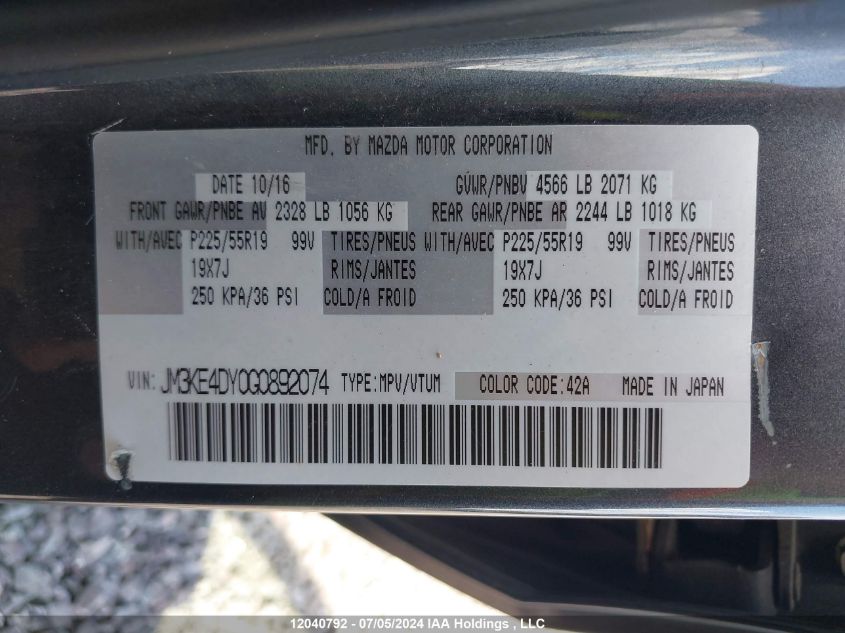 MFD. BY MAZDA MOTOR CORPORATION
DATE 10/16 GVWR/PNBV 4566 LB 2071 KG
FRONT GAWR/PNBE AV 2328 LB 1056 KG REAR GAWR/PNBE AR 2244 LB 1018 KG
WITH/AVEC P225/55R19 99V TIRES/PNEUS WITH/AVEC P225/55R19 99V TIRES/PNEUS
19X7J RIMS/JANTES 19X7J RIMS/JANTES
250 KPA/36 PSI COLD/A FROID 250 KPA/36 PSI COLD/A FROID
VIN: JM3KE4DY0G0892074 TYPE:MPV/VTUM COLOR CODE:42A MADE IN JAPAN
12040792 - 07/05/2024 IAA Holdings , LLC